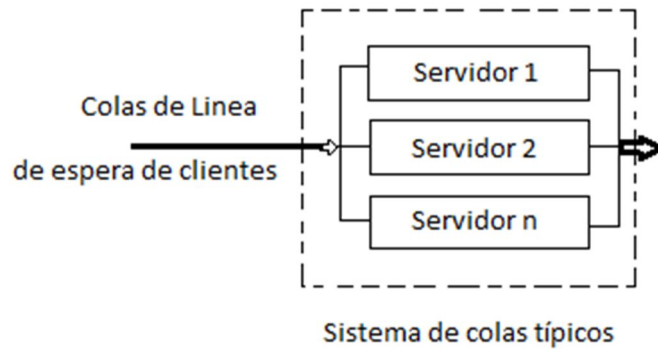 Colas de Linea
de espera de clientes
Servidor 1
Servidor 2
Servidor n
Sistema de colas típicos